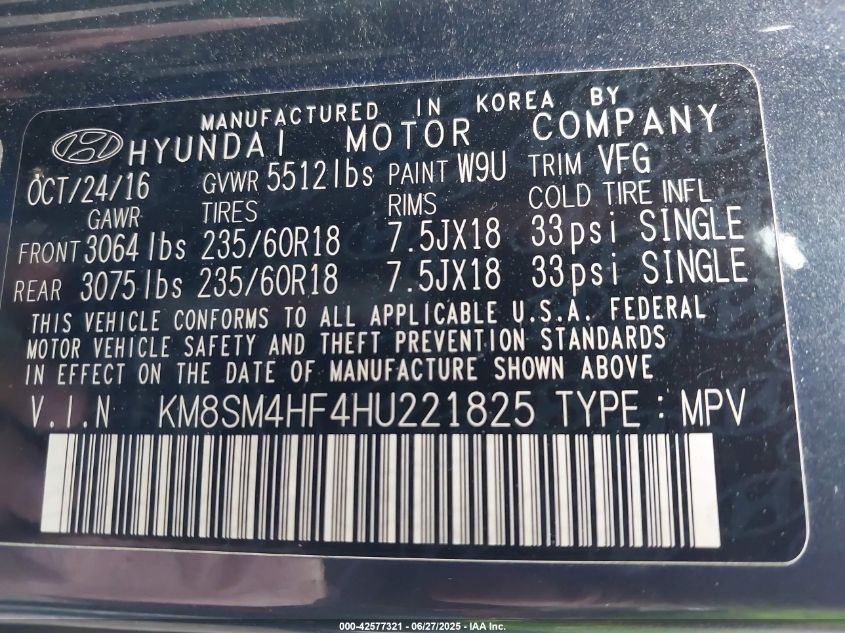 MANUFACTURED IN KOREA BY
HYUNDAI MOTOR COMPANY
OCT/24/16 GVWR 5512lbs PAINT W9U TRIM VFG
GAWR TIRES RIMS COLD TIRE INFL
FRONT 3064lbs 235/60R18 7.5JX18 33psi SINGLE
REAR 3075lbs 235/60R18 7.5JX18 33psi SINGLE
THIS VEHICLE CONFORMS TO ALL APPLICABLE U.S.A. FEDERAL
MOTOR VEHICLE SAFETY AND THEFT PREVENTION STANDARDS
IN EFFECT ON THE DATE OF MANUFACTURE SHOWN ABOVE
V.I.N KM8SM4HF4HU221825 TYPE : MPV
000-42577321 - 06/27/2025 - IAA Inc.